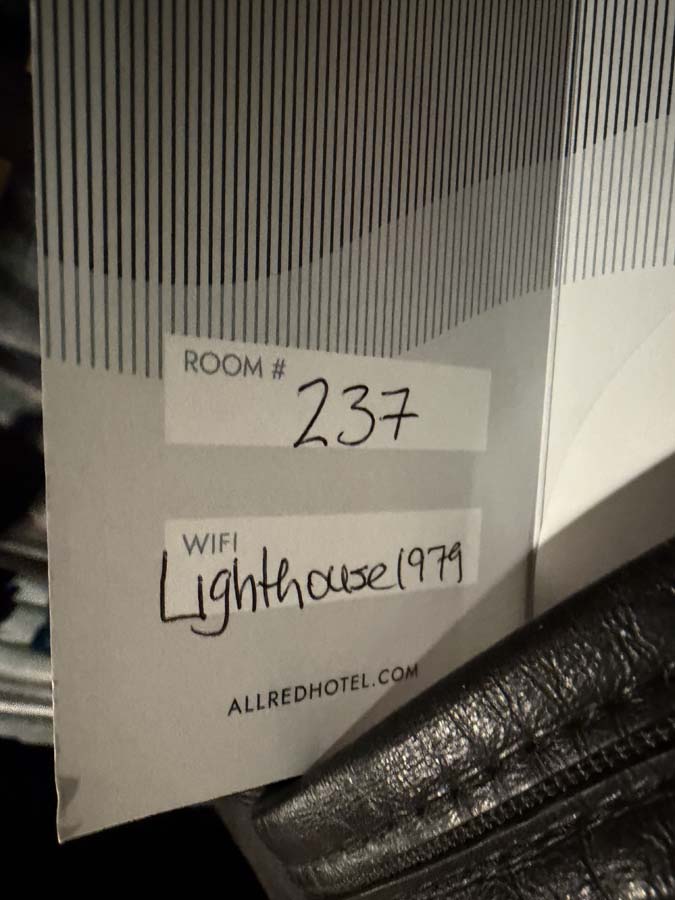 ROOM #
237
WIFI
Lighthouse1979
ALLREDHOTEL.COM